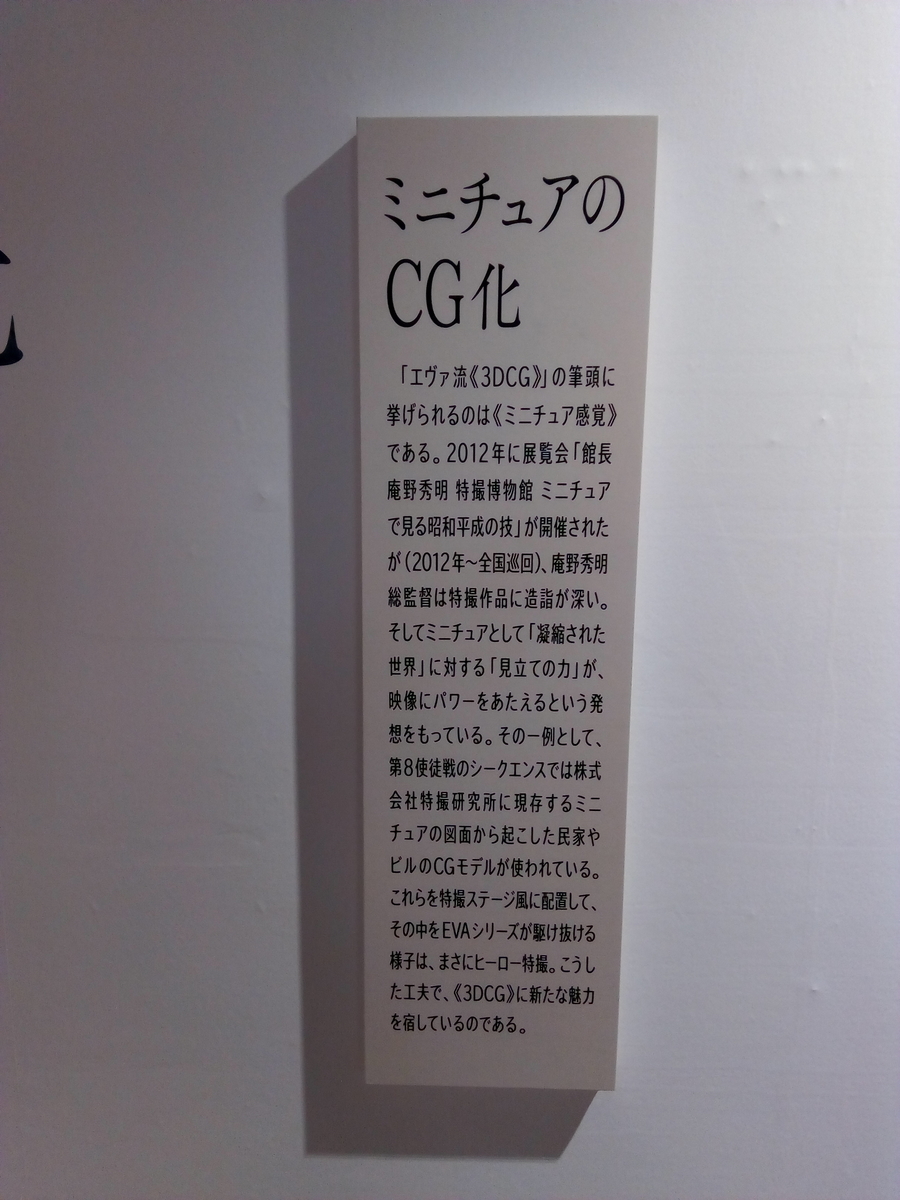 ミニチュアの
CG化
「エヴァ流《3DCG》」の筆頭に
挙げられるのは《ミニチュア感覚》
である。2012年に展覧会「館長
庵野秀明 特撮博物館 ミニチュア
で見る昭和平成の技」が開催された
が(2012年～全国巡回)、庵野秀明
総監督は特撮作品に造詣が深い。
そしてミニチュアとして「凝縮された
世界」に対する「見立ての力」が、
映像にパワーをあたえるという発
想をもっている。その一例として、
第8使徒戦のシークエンスでは株式
会社特撮研究所に現存するミニ
チュアの図面から起こした民家や
ビルのCGモデルが使われている。
これらを特撮ステージ風に配置して、
その中をEVAシリーズが駆け抜ける
様子は、まさにヒーロー特撮。こうし
た工夫で、《3DCG》に新たな魅力
を宿しているのである。